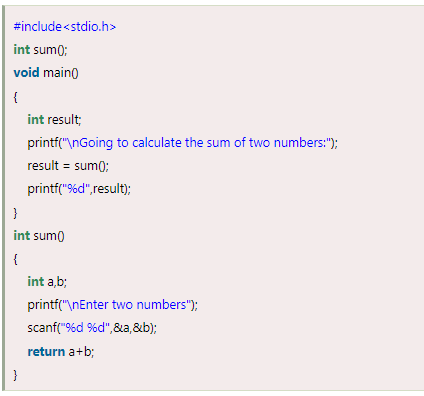 #include<stdio.h>
int sum();
void main()
{
int result;
printf("\nGoing to calculate the sum of two numbers:");
result = sum();
printf("%d",result);
}
int sum()
{
int a,b;
printf("\nEnter two numbers");
scanf("%d %d",&a,&b);
return a+b;
}